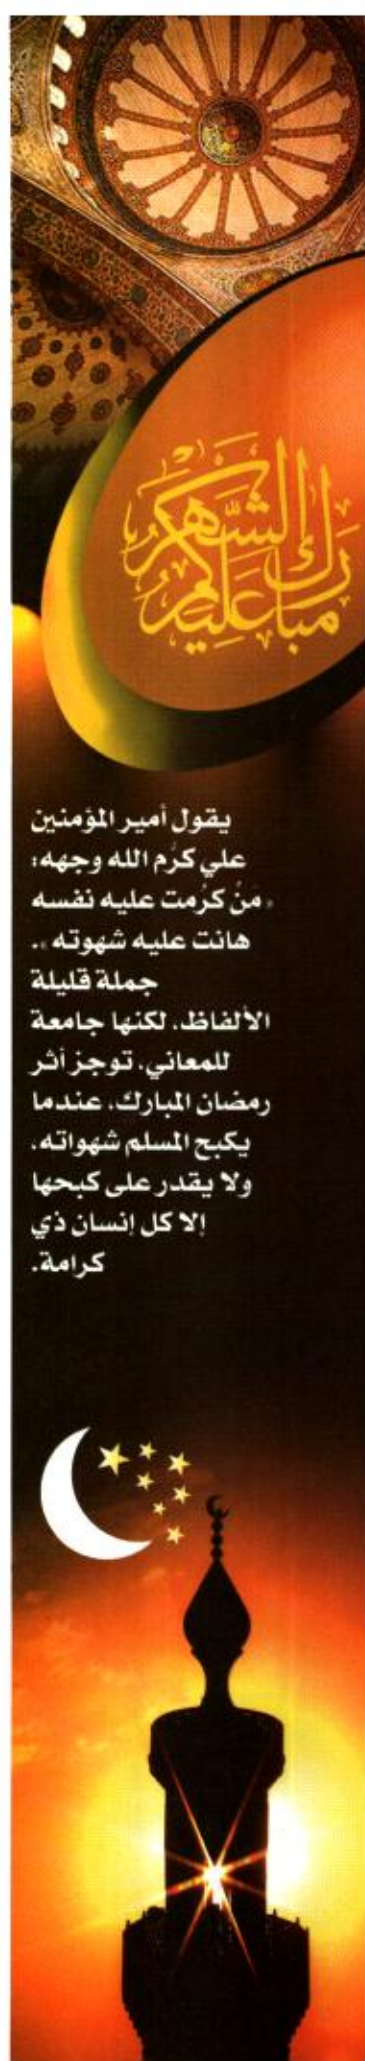 مبارك عليكم الشهر
يقول أمير المؤمنين
علي كرَّم الله وجهه:
«مَنْ كَرُمت عليه نفسه
هانت عليه شهوته».
جملة قليلة
الألفاظ، لكنها جامعة
للمعاني، توجز أثر
رمضان المبارك، عندما
يكبح المسلم شهواته،
ولا يقدر على كبحها
إلا كل إنسان ذي
كرامة.